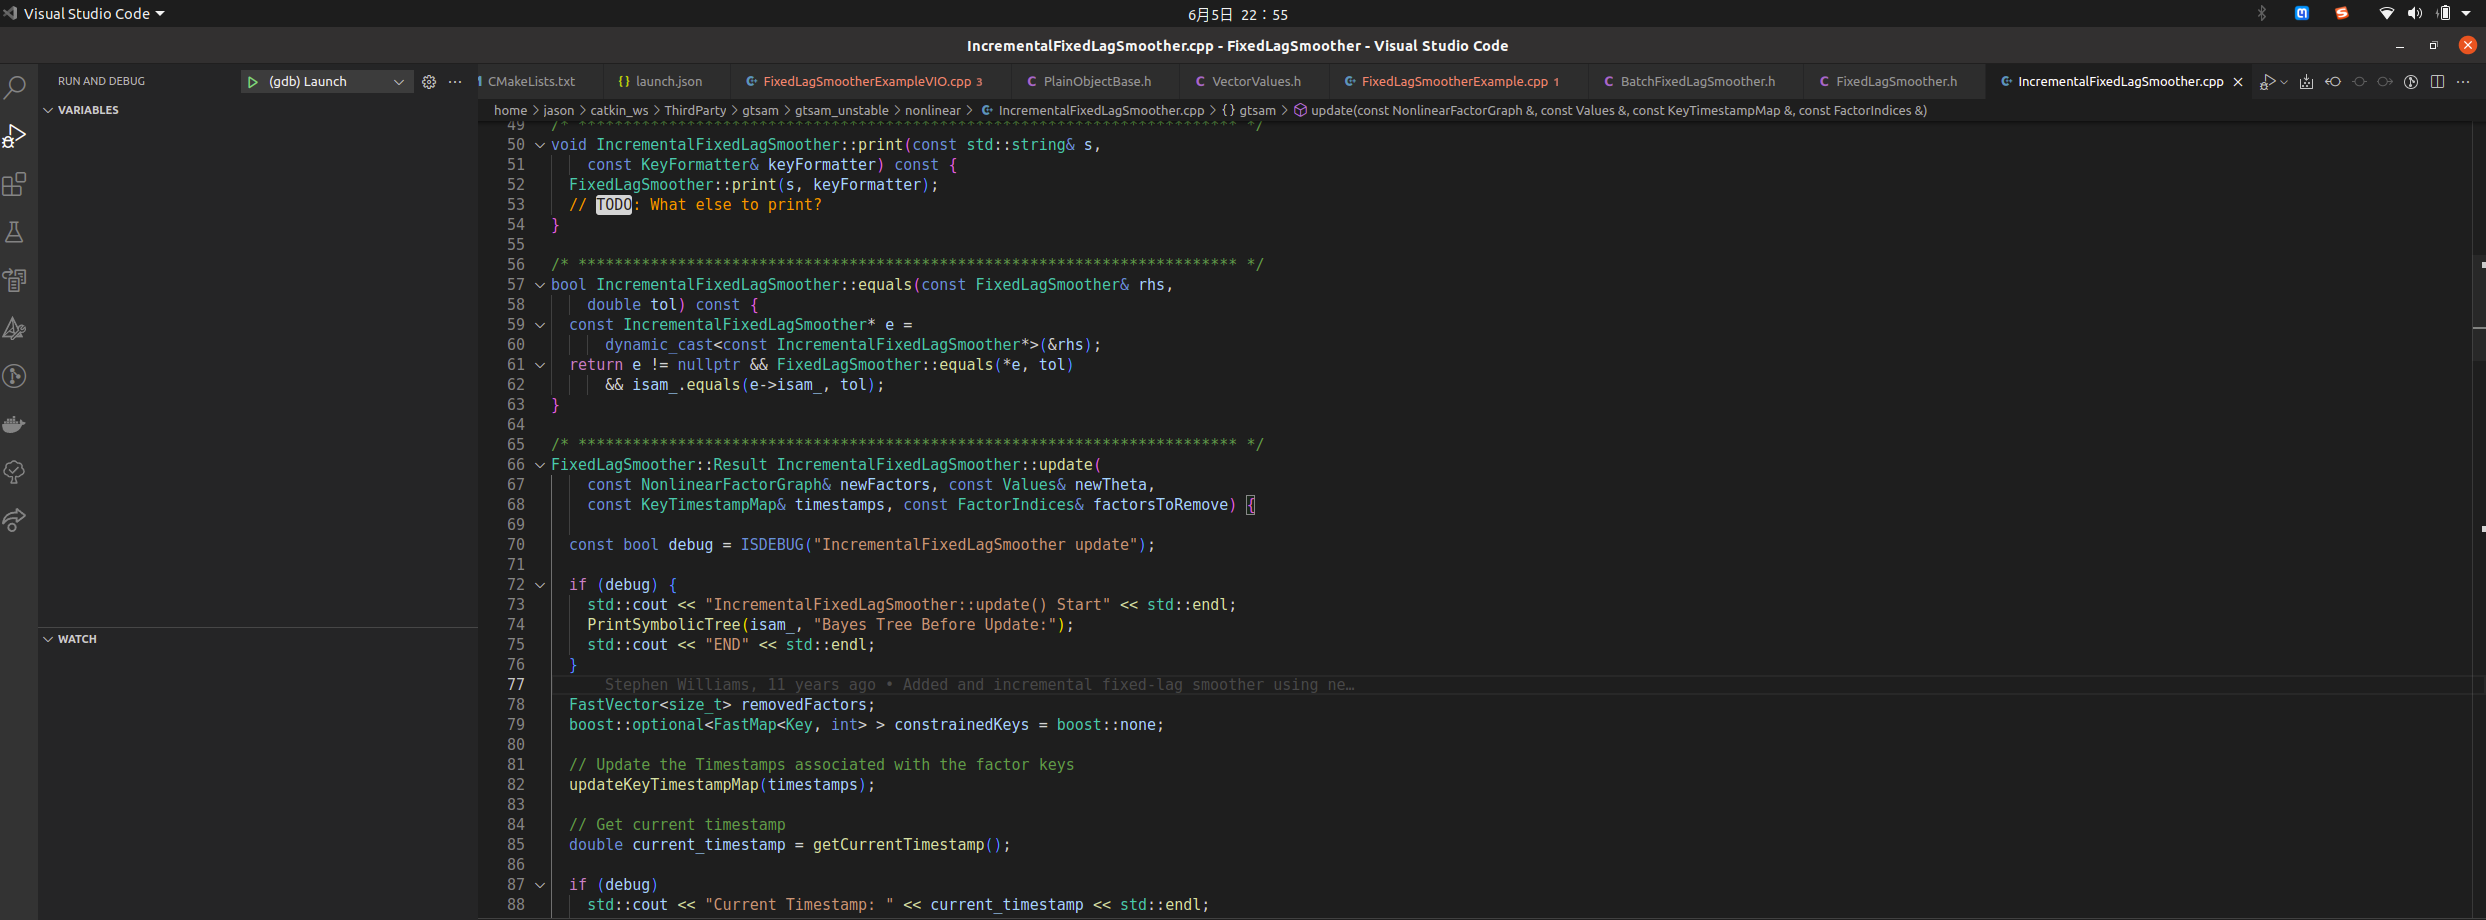 Visual Studio Code
6月5日 22：55
IncrementalFixedLagSmoother.cpp - FixedLagSmoother - Visual Studio Code
RUN AND DEBUG
(gdb) Launch
CMakeLists.txt
{} launch.json
FixedLagSmootherExampleVIO.cpp 3
C PlainObjectBase.h
C VectorValues.h
FixedLagSmootherExample.cpp 1
C BatchFixedLagSmoother.h
C FixedLagSmoother.h
IncrementalFixedLagSmoother.cpp
VARIABLES
WATCH
home > jason > catkin_ws > ThirdParty > gtsam > gtsam_unstable > nonlinear > IncrementalFixedLagSmoother.cpp > {} gtsam > update(const NonlinearFactorGraph &, const Values &, const KeyTimestampMap &, const FactorIndices &)
49 /* ************************************************************************* */
50 void IncrementalFixedLagSmoother::print(const std::string& s,
51 const KeyFormatter& keyFormatter) const {
52 FixedLagSmoother::print(s, keyFormatter);
53 // TODO: What else to print?
54 }
55
56 /* ************************************************************************* */
57 bool IncrementalFixedLagSmoother::equals(const FixedLagSmoother& rhs,
58 double tol) const {
59 const IncrementalFixedLagSmoother* e =
60 dynamic_cast<const IncrementalFixedLagSmoother*>(&rhs);
61 return e != nullptr && FixedLagSmoother::equals(*e, tol)
62 && isam_.equals(e->isam_, tol);
63 }
64
65 /* ************************************************************************* */
66 FixedLagSmoother::Result IncrementalFixedLagSmoother::update(
67 const NonlinearFactorGraph& newFactors, const Values& newTheta,
68 const KeyTimestampMap& timestamps, const FactorIndices& factorsToRemove) {
69
70 const bool debug = ISDEBUG("IncrementalFixedLagSmoother update");
71
72 if (debug) {
73 std::cout << "IncrementalFixedLagSmoother::update() Start" << std::endl;
74 PrintSymbolicTree(isam_, "Bayes Tree Before Update:");
75 std::cout << "END" << std::endl;
76 }
77 Stephen Williams, 11 years ago • Added and incremental fixed-lag smoother using ne…
78 FastVector<size_t> removedFactors;
79 boost::optional<FastMap<Key, int> > constrainedKeys = boost::none;
80
81 // Update the Timestamps associated with the factor keys
82 updateKeyTimestampMap(timestamps);
83
84 // Get current timestamp
85 double current_timestamp = getCurrentTimestamp();
86
87 if (debug)
88 std::cout << "Current Timestamp: " << current_timestamp << std::endl;